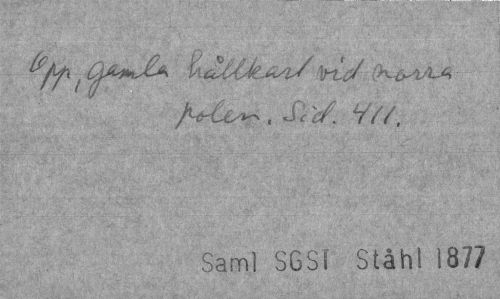 Opp, gamla hållkarl vid norra
polen. Sid. 411.
Saml SGST Ståhl 1877